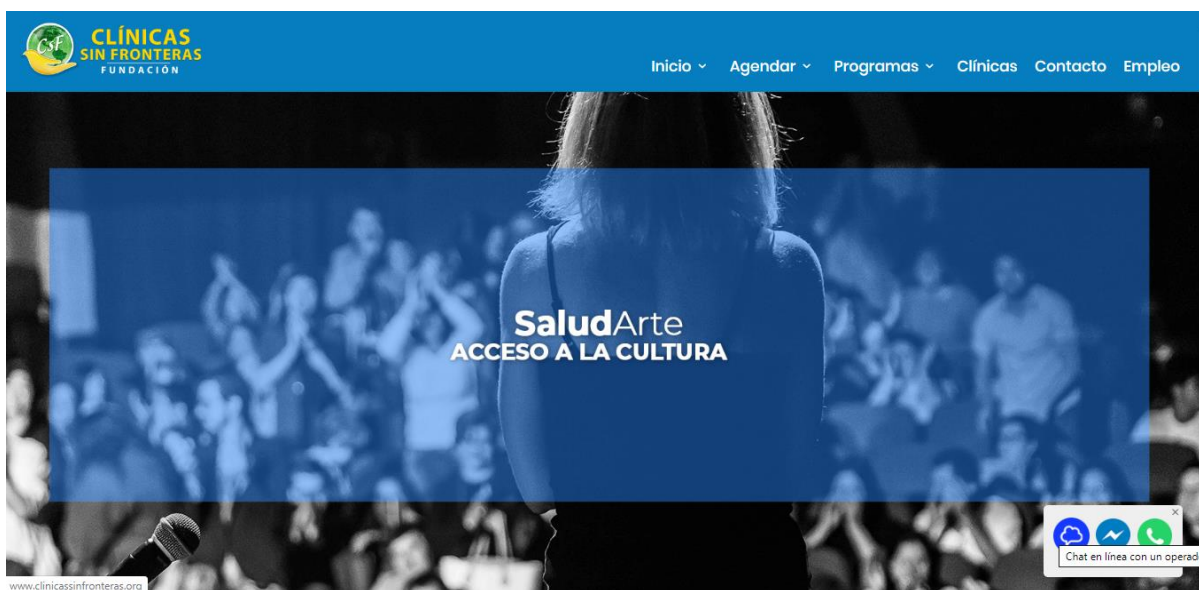 CSF
CLÍNICAS
SIN FRONTERAS
FUNDACIÓN
Inicio Agendar Programas Clínicas Contacto Empleo
SaludArte
ACCESO A LA CULTURA
×
Chat en línea con un operad
www.clinicassinfronteras.org